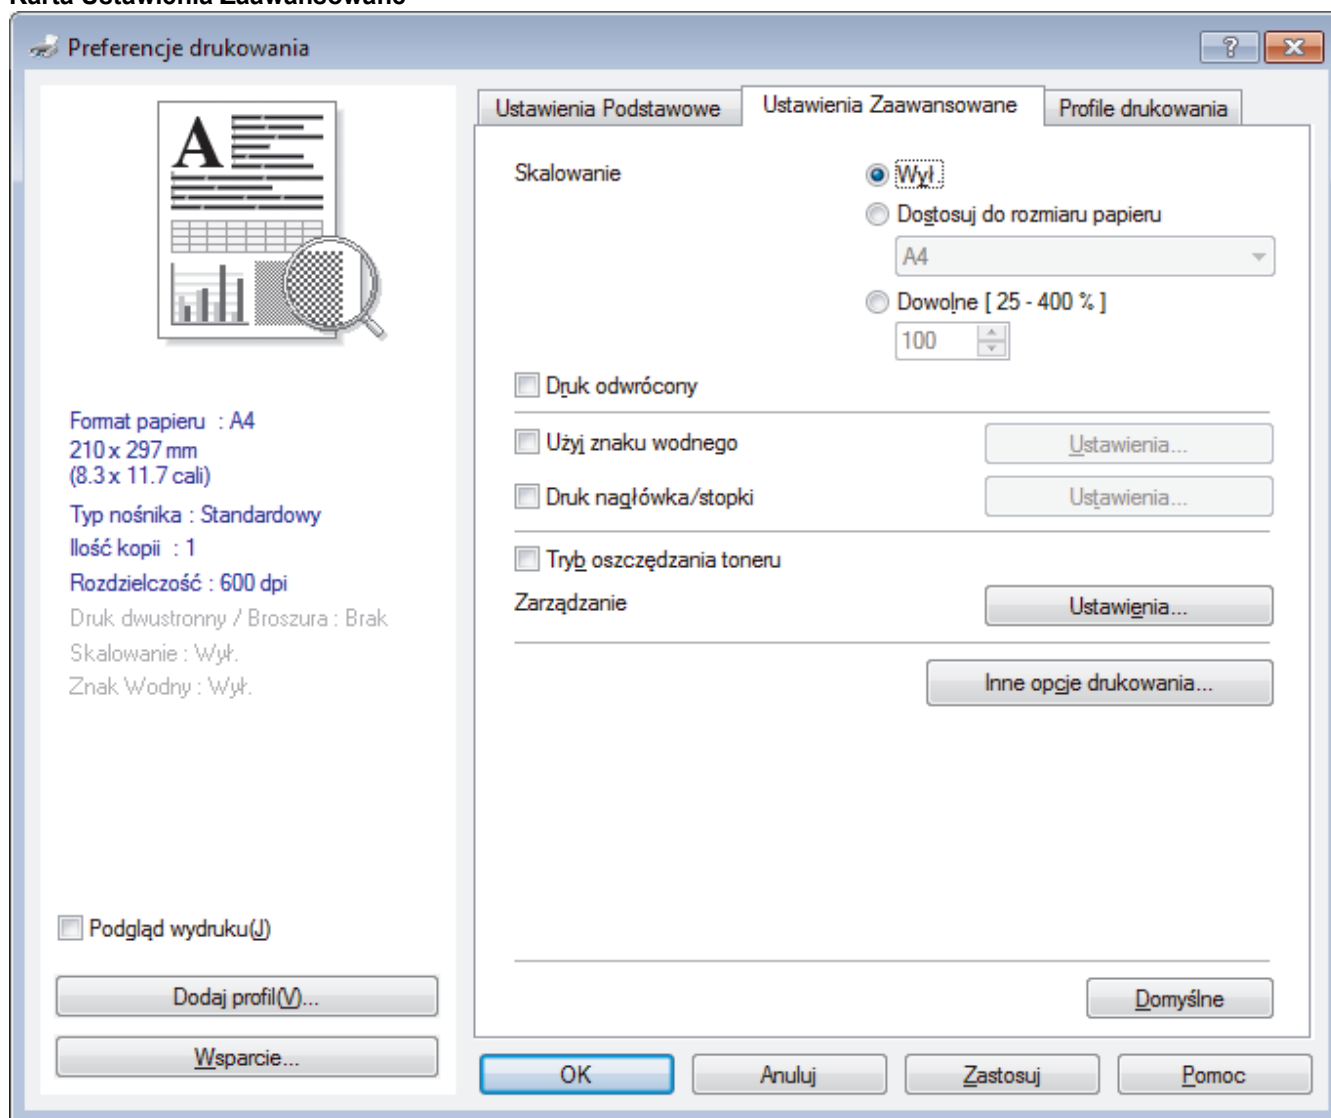 Karta Ustawienia Zaawansowane
Preferencje drukowania
Ustawienia Podstawowe
Ustawienia Zaawansowane
Profile drukowania
A
Skalowanie
Wył.
Dostosuj do rozmiaru papieru
A4
Dowolne [ 25 - 400 % ]
100
Druk odwrócony
Użyj znaku wodnego
Ustawienia...
Druk nagłówka/stopki
Ustawienia...
Tryb oszczędzania toneru
Zarządzanie
Ustawienia...
Inne opcje drukowania...
Format papieru : A4
210 x 297 mm
(8.3 x 11.7 cali)
Typ nośnika : Standardowy
Ilość kopii : 1
Rozdzielczość : 600 dpi
Druk dwustronny / Broszura : Brak
Skalowanie : Wył.
Znak Wodny : Wył.
Podgląd wydruku(J)
Dodaj profil(V)...
Wsparcie...
Domyślne
OK
Anuluj
Zastosuj
Pomoc